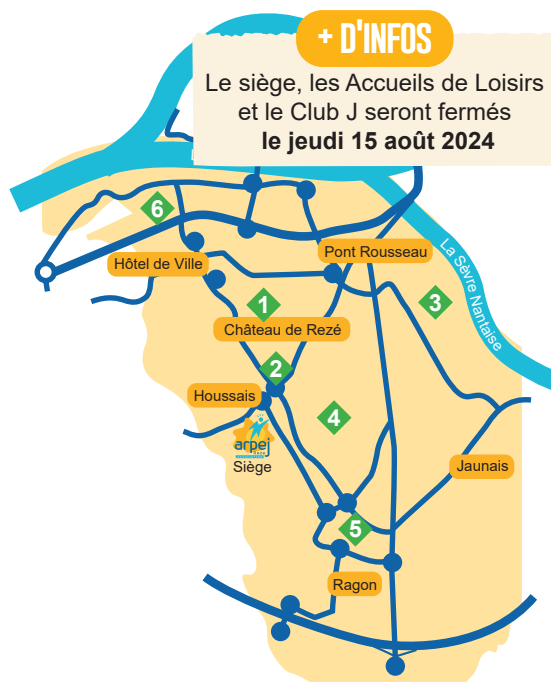 + D'INFOS
Le siège, les Accueils de Loisirs
et le Club J seront fermés
le jeudi 15 août 2024
6
Hôtel de Ville
Pont Rousseau
La Sèvre Nantaise
1
3
Château de Rezé
2
Houssais
4
arpej
Siège
Jaunais
5
Ragon